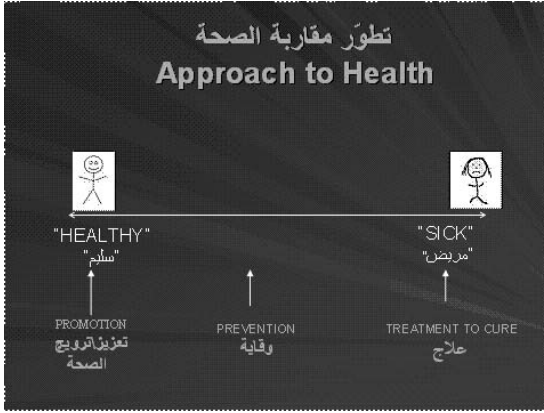 تطوّر مقاربة الصحة
Approach to Health
"HEALTHY"
"سليم"
"SICK"
"مريض"
PROMOTION
تعزيز\ترويج
الصحة
PREVENTION
وقاية
TREATMENT TO CURE
علاج